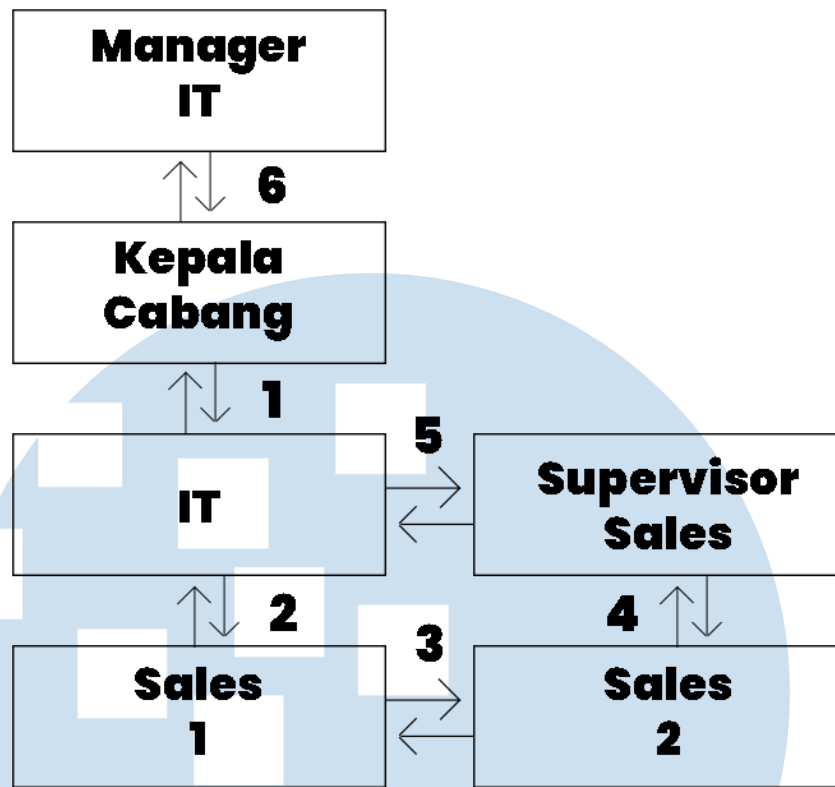 Manager
IT
6
Kepala
Cabang
1
5
IT
Supervisor
Sales
2
4
3
Sales
1
Sales
2